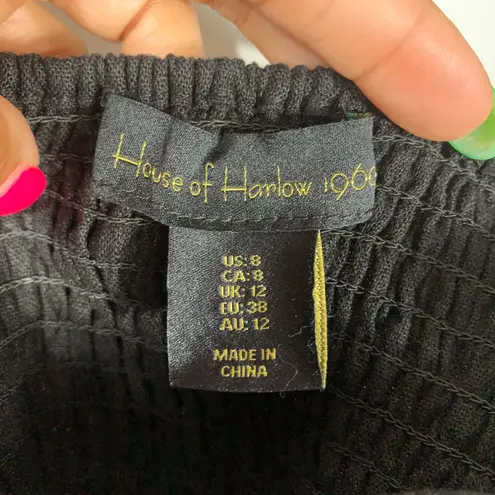 House of Harlow 1960
US: 8
CA: 8
UK: 12
EU: 38
AU: 12
MADE IN
CHINA